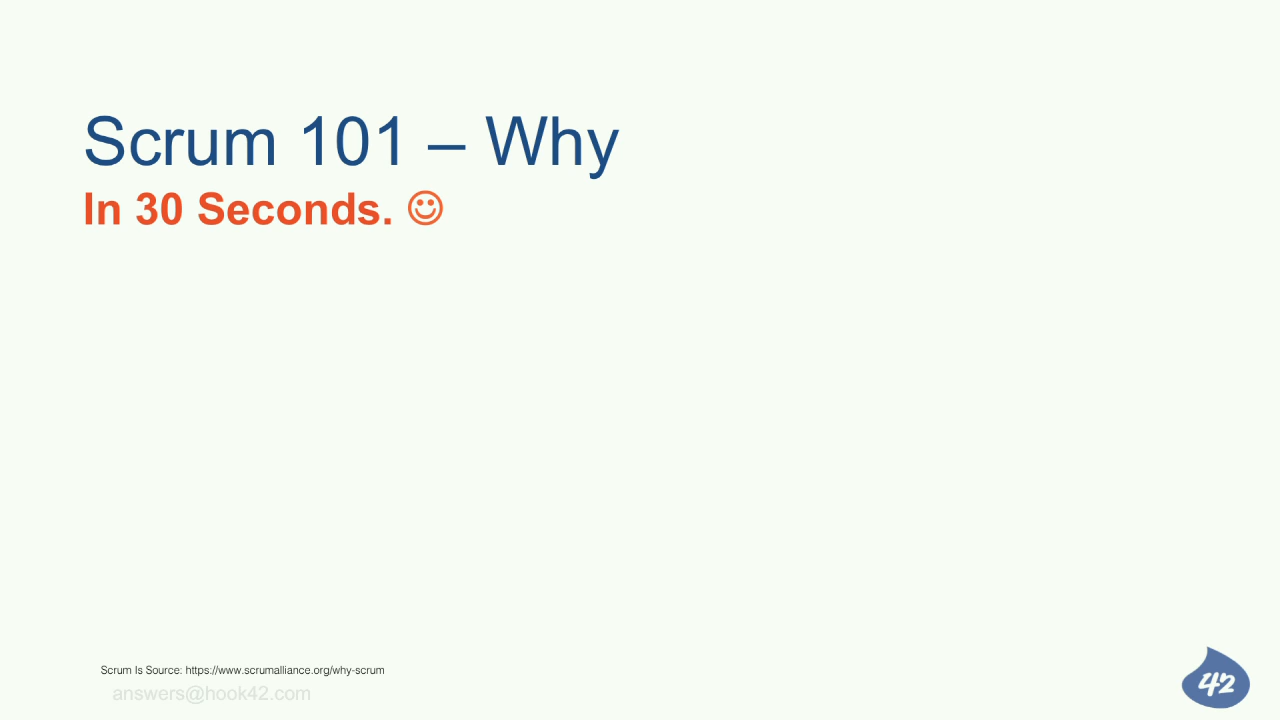 Scrum 101 – Why
In 30 Seconds. ☺
Scrum Is Source: https://www.scrumalliance.org/why-scrum
answers@hook42.com
42